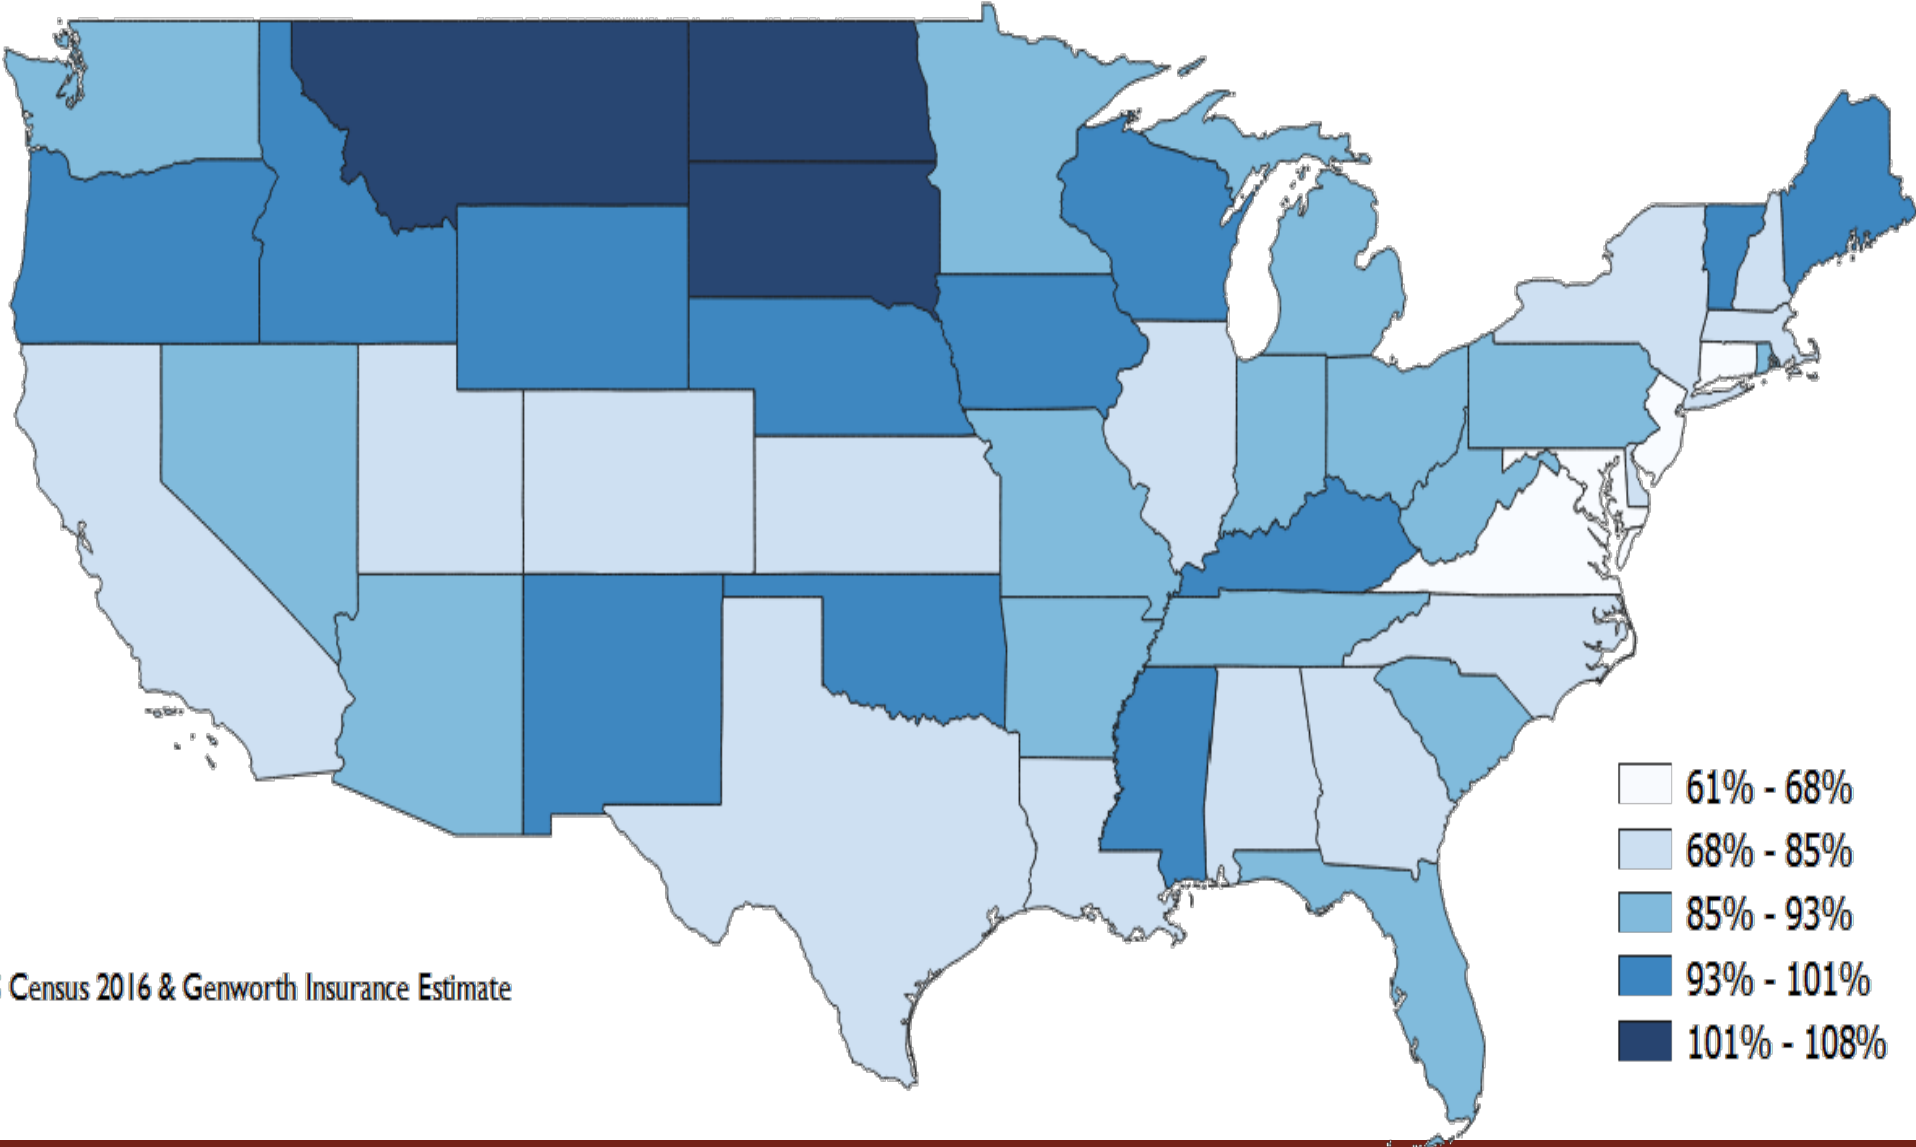 61% - 68%
68% - 85%
85% - 93%
93% - 101%
101% - 108%
Census 2016 & Genworth Insurance Estimate